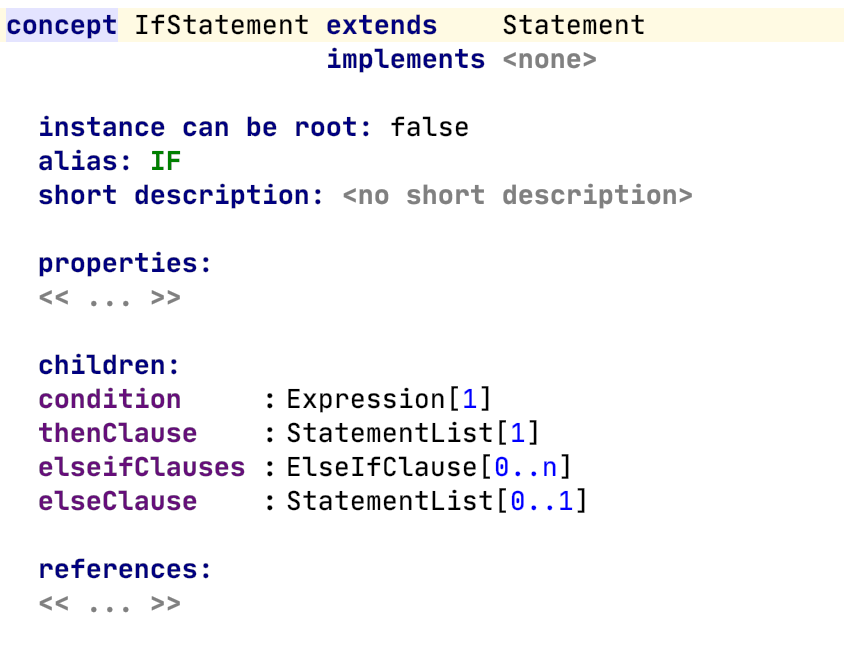 concept IfStatement extends Statement
implements <none>
instance can be root: false
alias: IF
short description: <no short description>
properties:
<< ... >>
children:
condition : Expression[1]
thenClause : StatementList[1]
elseifClauses : ElseIfClause[0..n]
elseClause : StatementList[0..1]
references:
<< ... >>